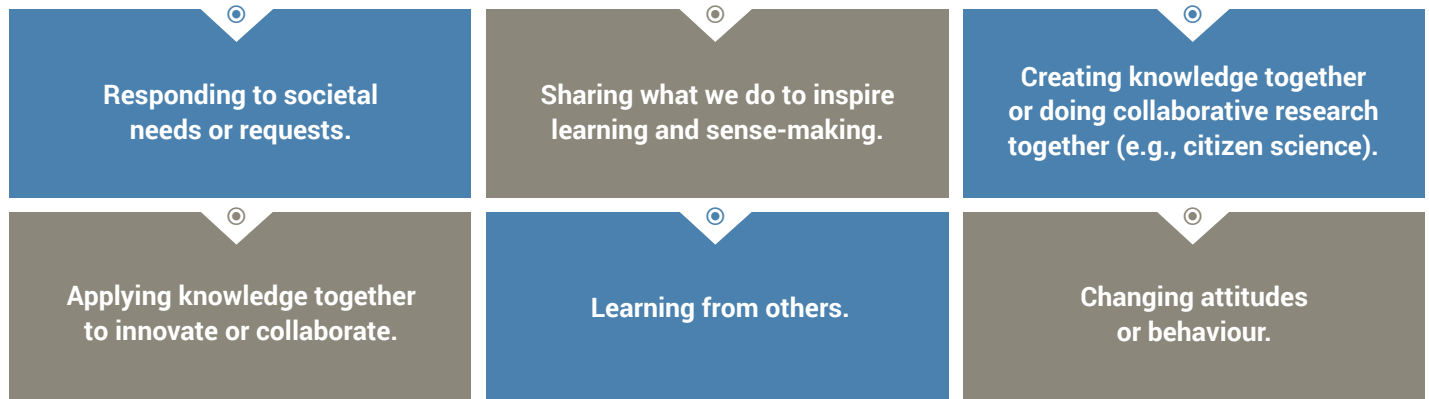 Responding to societal
needs or requests.
Sharing what we do to inspire
learning and sense-making.
Creating knowledge together
or doing collaborative research
together (e.g., citizen science).
Applying knowledge together
to innovate or collaborate.
Learning from others.
Changing attitudes
or behaviour.